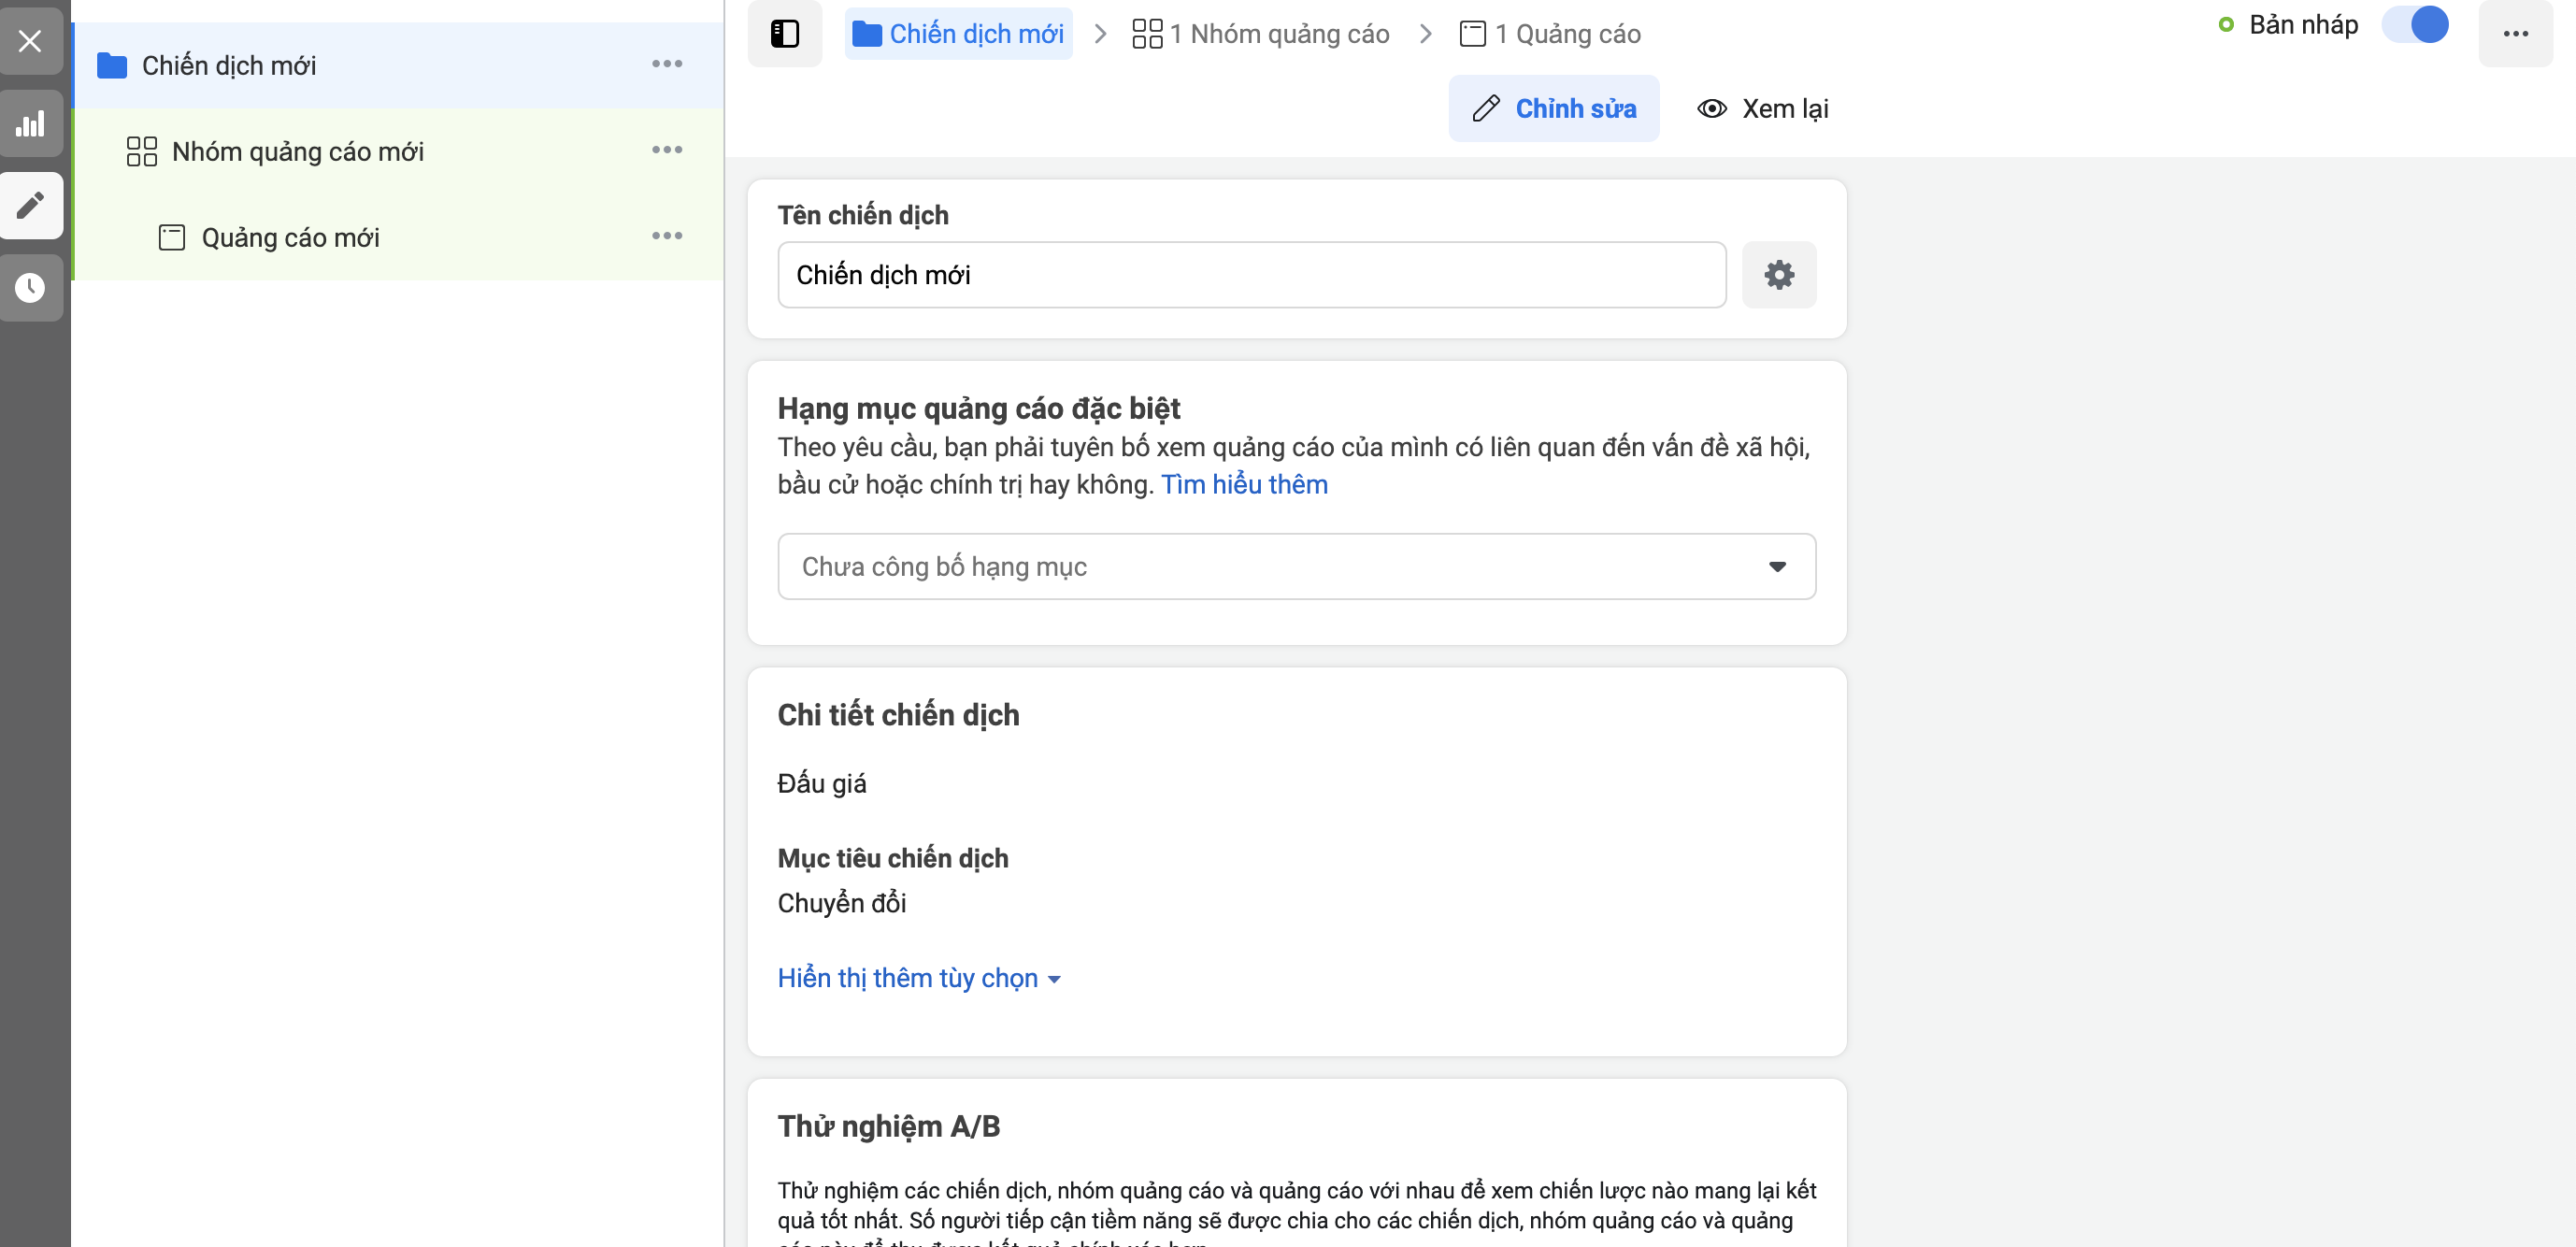 Chiến dịch mới
Nhóm quảng cáo mới
Quảng cáo mới
Chiến dịch mới
1 Nhóm quảng cáo
1 Quảng cáo
Bản nháp
Chỉnh sửa
Xem lại
Tên chiến dịch
Chiến dịch mới
Hạng mục quảng cáo đặc biệt
Theo yêu cầu, bạn phải tuyên bố xem quảng cáo của mình có liên quan đến vấn đề xã hội,
bầu cử hoặc chính trị hay không. Tìm hiểu thêm
Chưa công bố hạng mục
Chi tiết chiến dịch
Đấu giá
Mục tiêu chiến dịch
Chuyển đổi
Hiển thị thêm tùy chọn
Thử nghiệm A/B
Thử nghiệm các chiến dịch, nhóm quảng cáo và quảng cáo với nhau để xem chiến lược nào mang lại kết
quả tốt nhất. Số người tiếp cận tiềm năng sẽ được chia cho các chiến dịch, nhóm quảng cáo và quảng